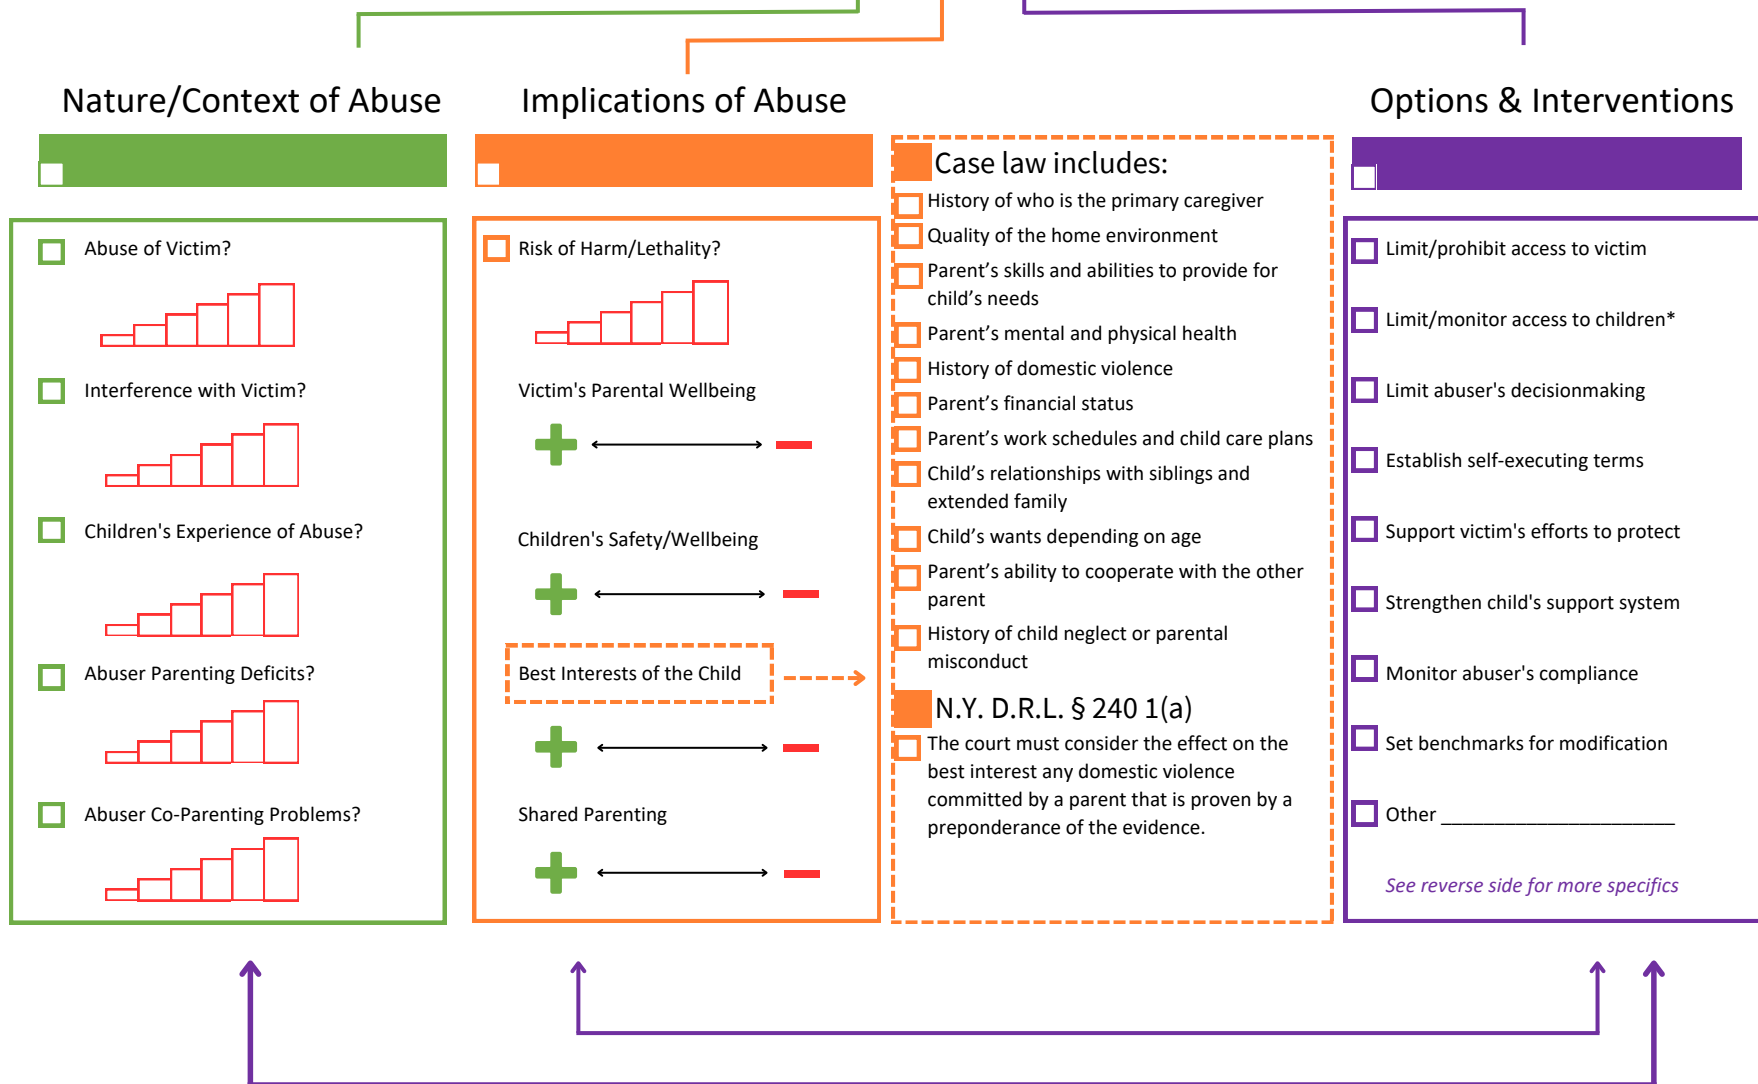 Nature/Context of Abuse
Abuse of Victim?
Interference with Victim?
Children's Experience of Abuse?
Abuser Parenting Deficits?
Abuser Co-Parenting Problems?
Implications of Abuse
Risk of Harm/Lethality?
Victim's Parental Wellbeing
Children's Safety/Wellbeing
Best Interests of the Child
Shared Parenting
Case law includes:
History of who is the primary caregiver
Quality of the home environment
Parent’s skills and abilities to provide for
child’s needs
Parent’s mental and physical health
History of domestic violence
Parent’s financial status
Parent’s work schedules and child care plans
Child’s relationships with siblings and
extended family
Child’s wants depending on age
Parent’s ability to cooperate with the other
parent
History of child neglect or parental
misconduct
N.Y. D.R.L. § 240 1(a)
The court must consider the effect on the
best interest any domestic violence
committed by a parent that is proven by a
preponderance of the evidence.
Options & Interventions
Limit/prohibit access to victim
Limit/monitor access to children*
Limit abuser's decisionmaking
Establish self-executing terms
Support victim's efforts to protect
Strengthen child's support system
Monitor abuser's compliance
Set benchmarks for modification
Other ______________________
See reverse side for more specifics